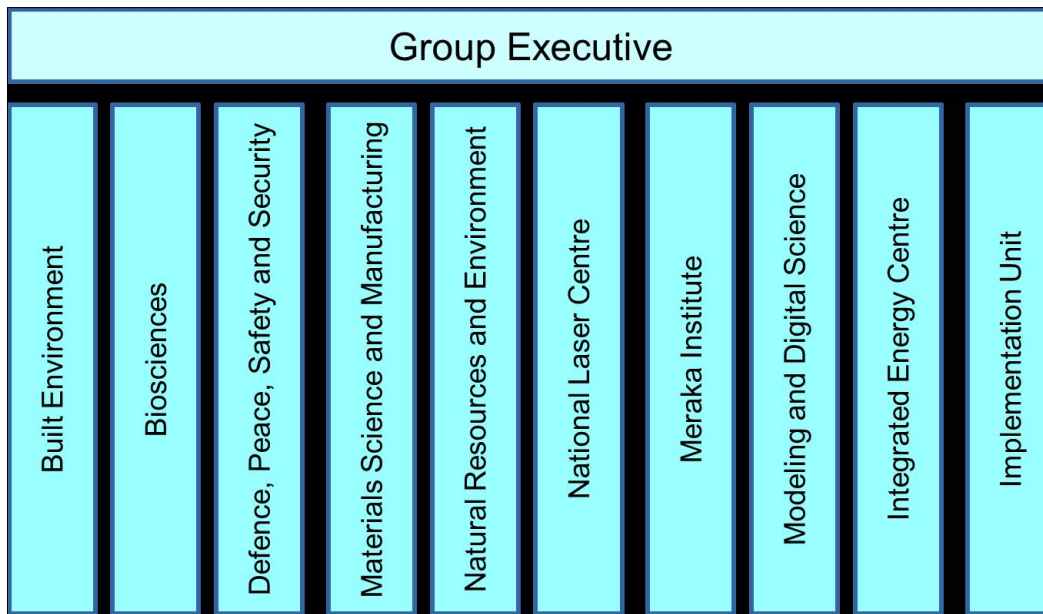 Group Executive
Built Environment
Biosciences
Defence, Peace, Safety and Security
Materials Science and Manufacturing
Natural Resources and Environment
National Laser Centre
Meraka Institute
Modeling and Digital Science
Integrated Energy Centre
Implementation Unit